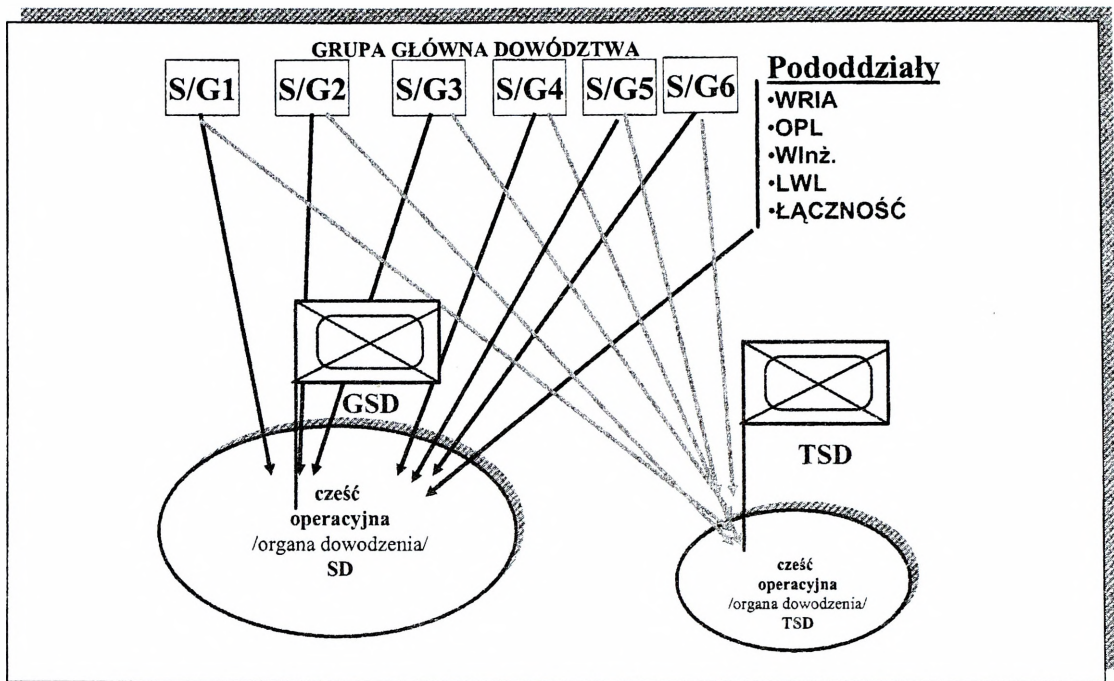 GRUPA GŁÓWNA DOWÓDZTWA
S/G1 S/G2 S/G3 S/G4 S/G5 S/G6
Pododdziały
•WRIA
•OPL
•WInż.
•LWL
•ŁĄCZNOŚĆ
GSD
TSD
cześć
operacyjna
/organa dowodzenia/
SD
cześć
operacyjna
/organa dowodzenia/
TSD